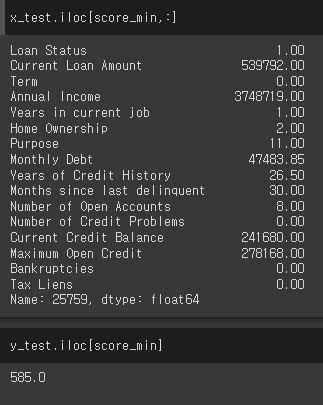 x_test.iloc[score_min,:]
Loan Status 1.00
Current Loan Amount 539792.00
Term 0.00
Annual Income 3748719.00
Years in current job 1.00
Home Ownership 2.00
Purpose 11.00
Monthly Debt 47483.85
Years of Credit History 26.50
Months since last delinquent 30.00
Number of Open Accounts 8.00
Number of Credit Problems 0.00
Current Credit Balance 241680.00
Maximum Open Credit 278168.00
Bankruptcies 0.00
Tax Liens 0.00
Name: 25759, dtype: float64
y_test.iloc[score_min]
585.0